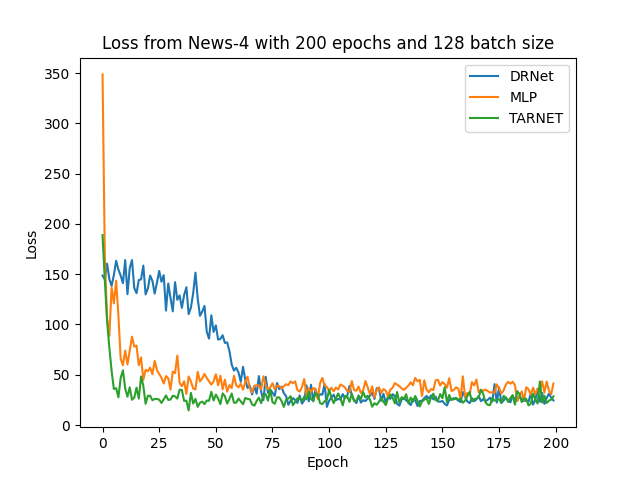 Loss from News-4 with 200 epochs and 128 batch size
350
300
250
200
150
100
50
0
Loss
DRNet
MLP
TARNET
0 25 50 75 100 125 150 175 200
Epoch